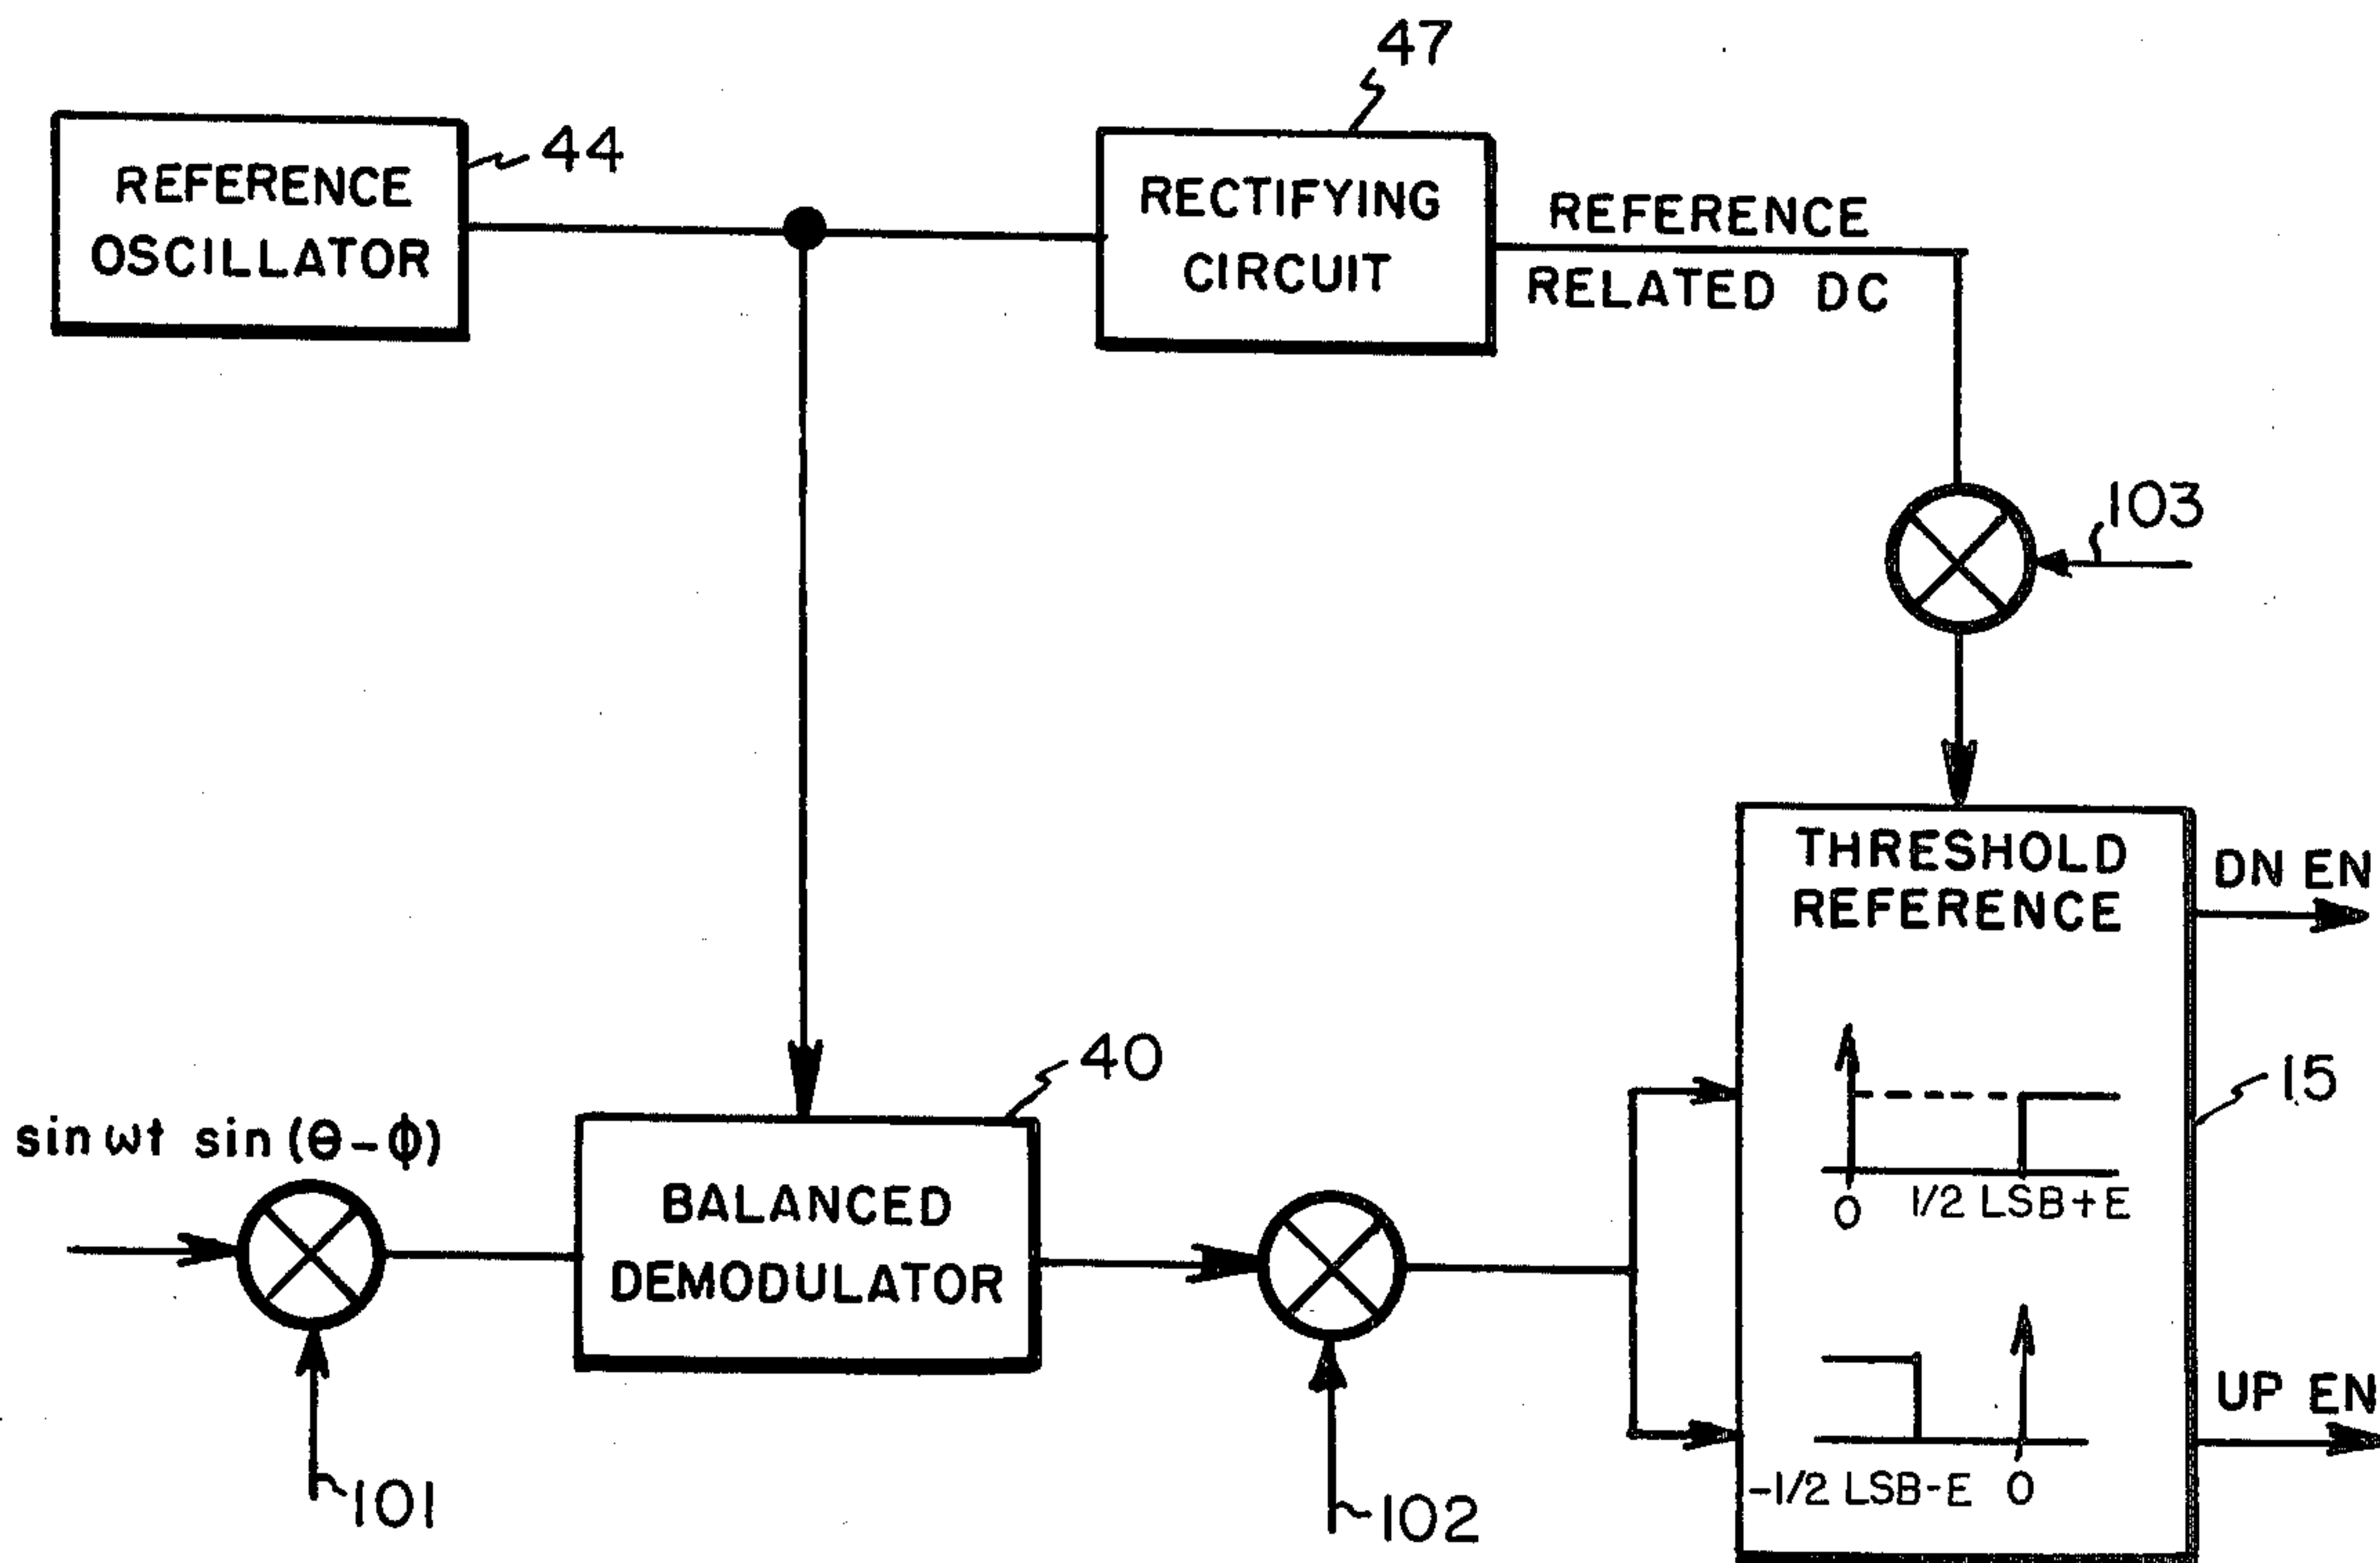 47
44
REFERENCE
OSCILLATOR
RECTIFYING
CIRCUIT
REFERENCE
RELATED DC
103
THRESHOLD
REFERENCE
DN EN
40
15
sin ωt sin (θ-ϕ)
BALANCED
DEMODULATOR
0 1/2 LSB+E
UP EN
-1/2 LSB-E 0
101
102